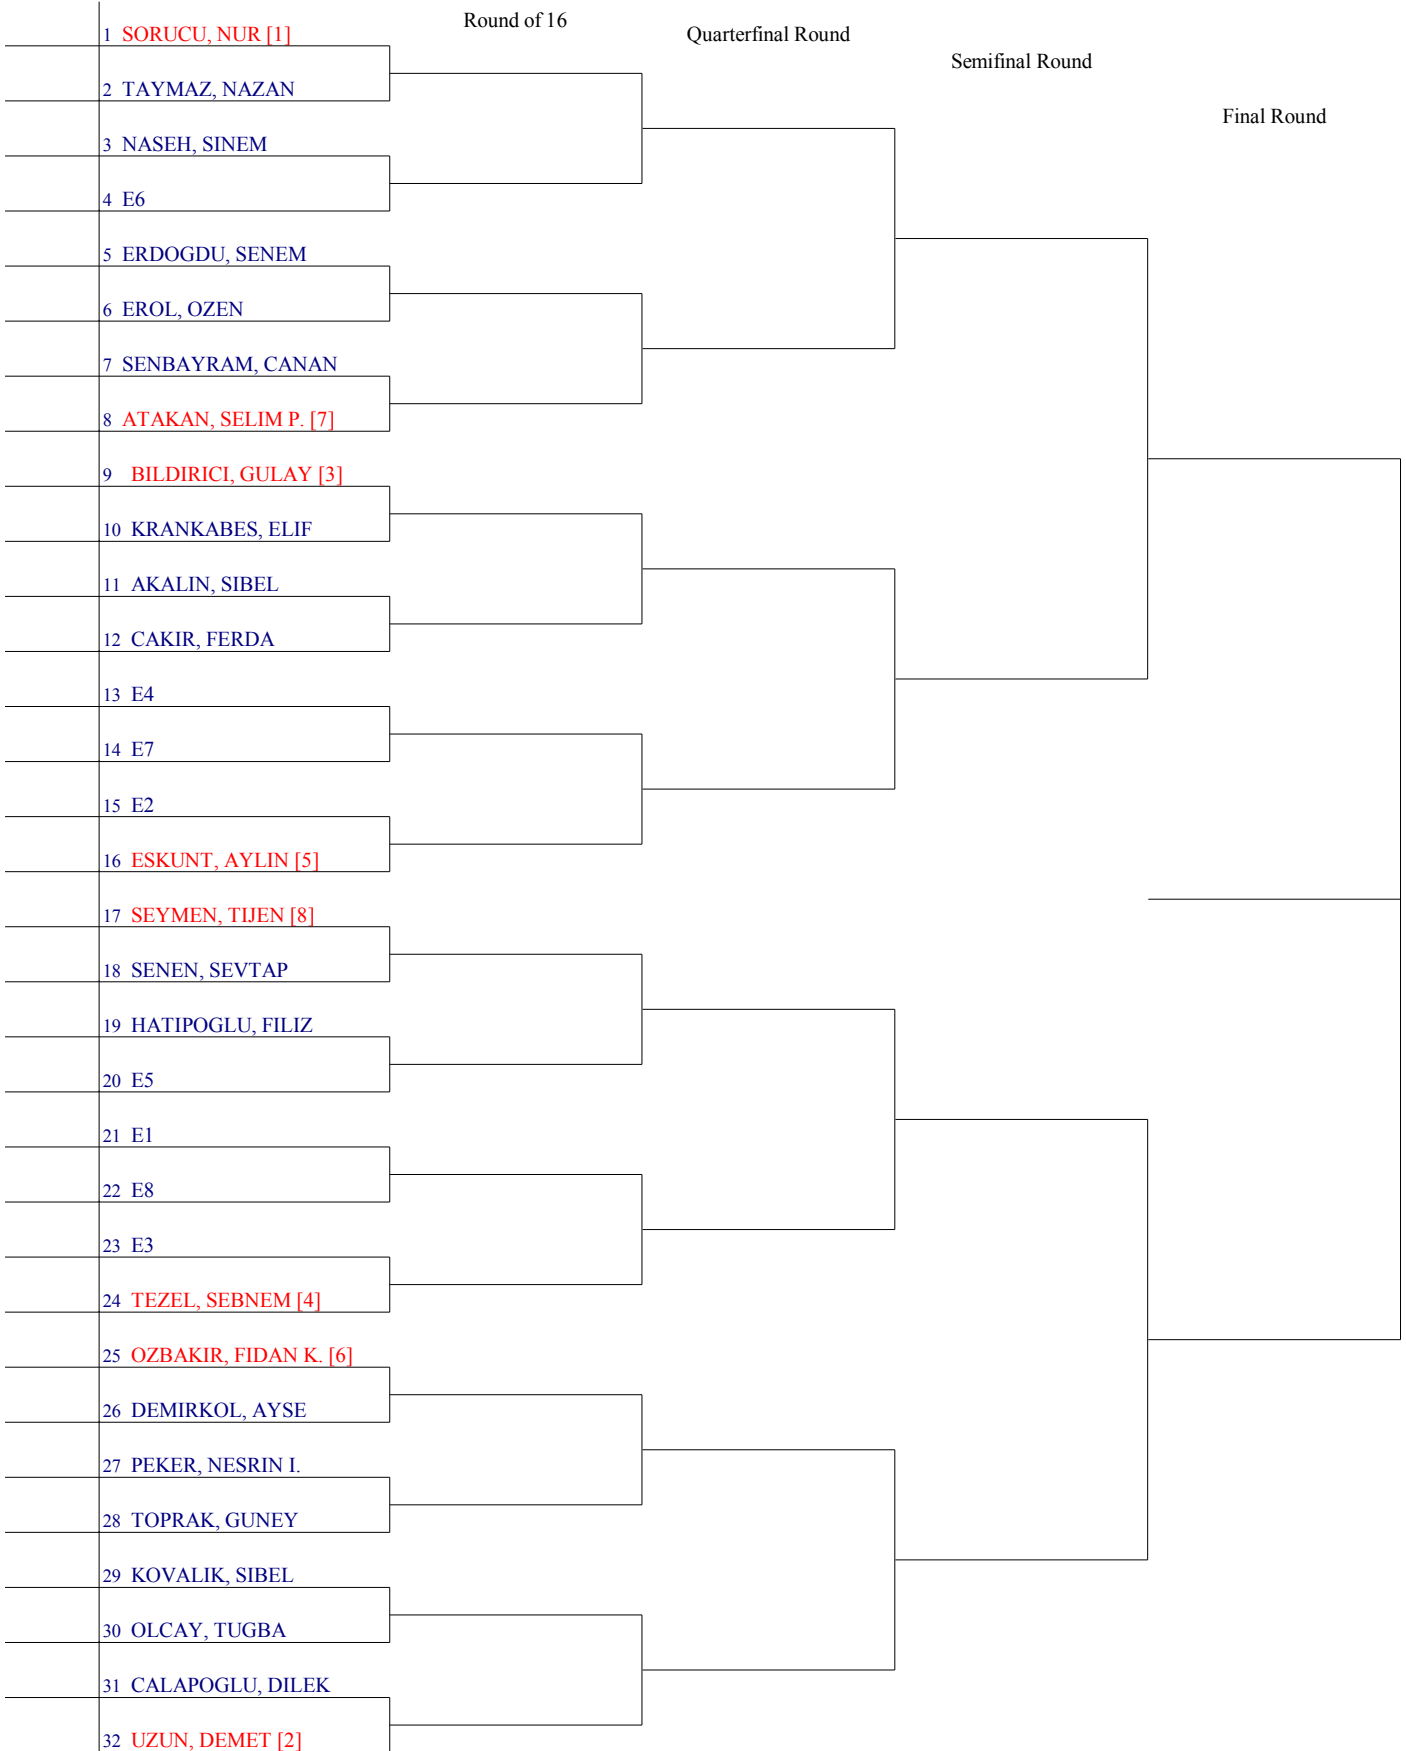 Round of 16
Quarterfinal Round
Semifinal Round
Final Round
1 SORUCU, NUR [1]
2 TAYMAZ, NAZAN
3 NASEH, SINEM
4 E6
5 ERDOGDU, SENEM
6 EROL, OZEN
7 SENBAYRAM, CANAN
8 ATAKAN, SELIM P. [7]
9 BILDIRICI, GULAY [3]
10 KRANKABES, ELIF
11 AKALIN, SIBEL
12 CAKIR, FERDA
13 E4
14 E7
15 E2
16 ESKUNT, AYLIN [5]
17 SEYMEN, TIJEN [8]
18 SENEN, SEVTAP
19 HATIPOGLU, FILIZ
20 E5
21 E1
22 E8
23 E3
24 TEZEL, SEBNEM [4]
25 OZBAKIR, FIDAN K. [6]
26 DEMIRKOL, AYSE
27 PEKER, NESRIN I.
28 TOPRAK, GUNEY
29 KOVALIK, SIBEL
30 OLCAY, TUGBA
31 CALAPOGLU, DILEK
32 UZUN, DEMET [2]